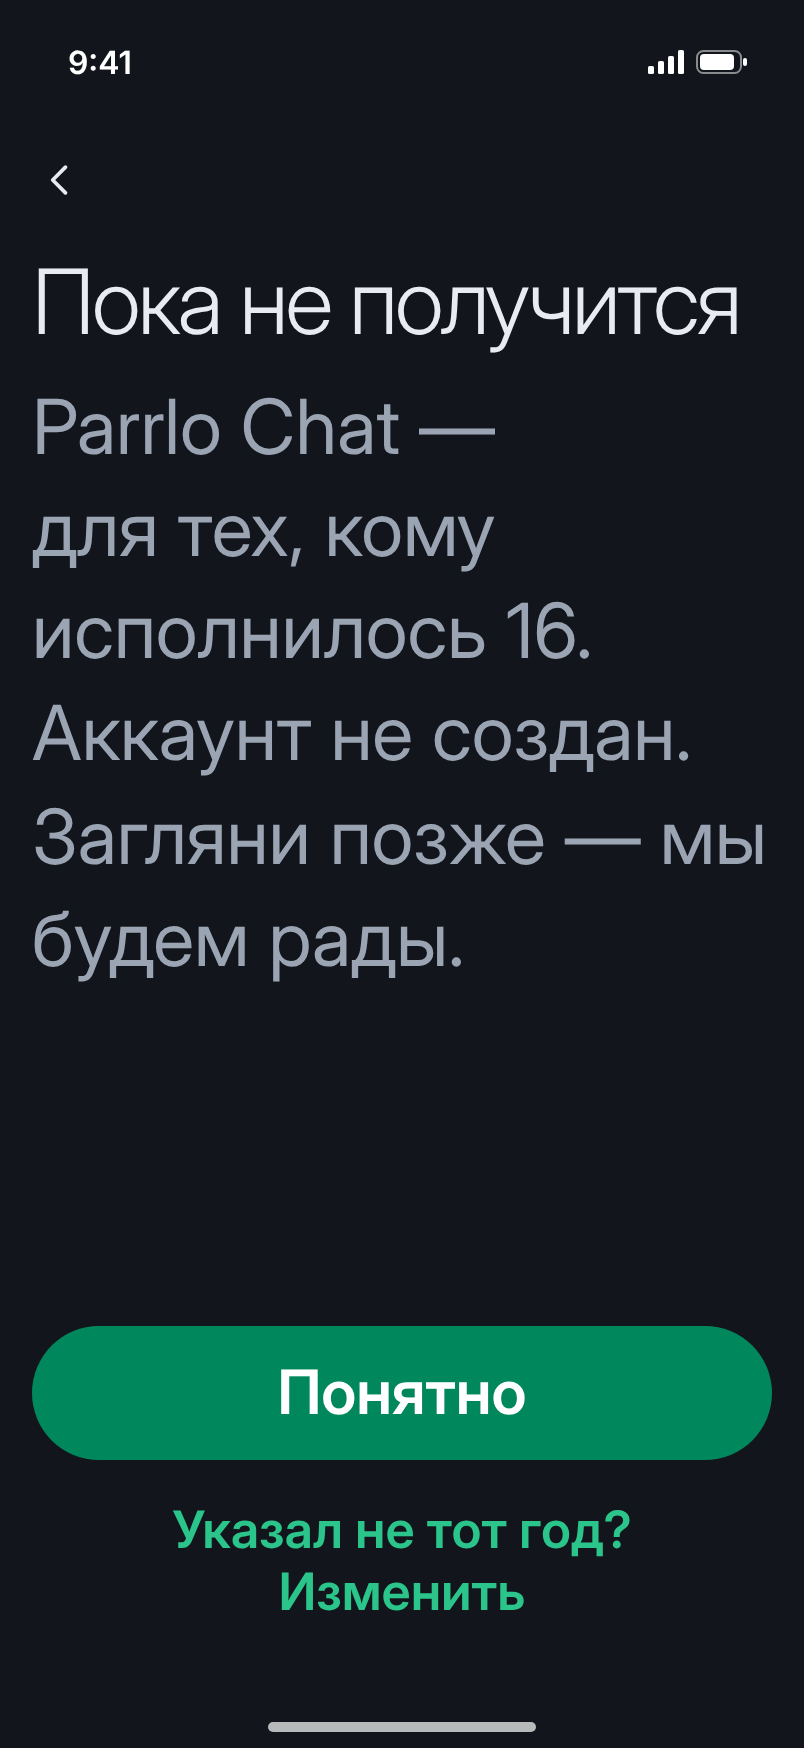 9:41
Пока не получится
Parrlo Chat —
для тех, кому
исполнилось 16.
Аккаунт не создан.
Загляни позже — мы
будем рады.
Понятно
Указал не тот год?
Изменить